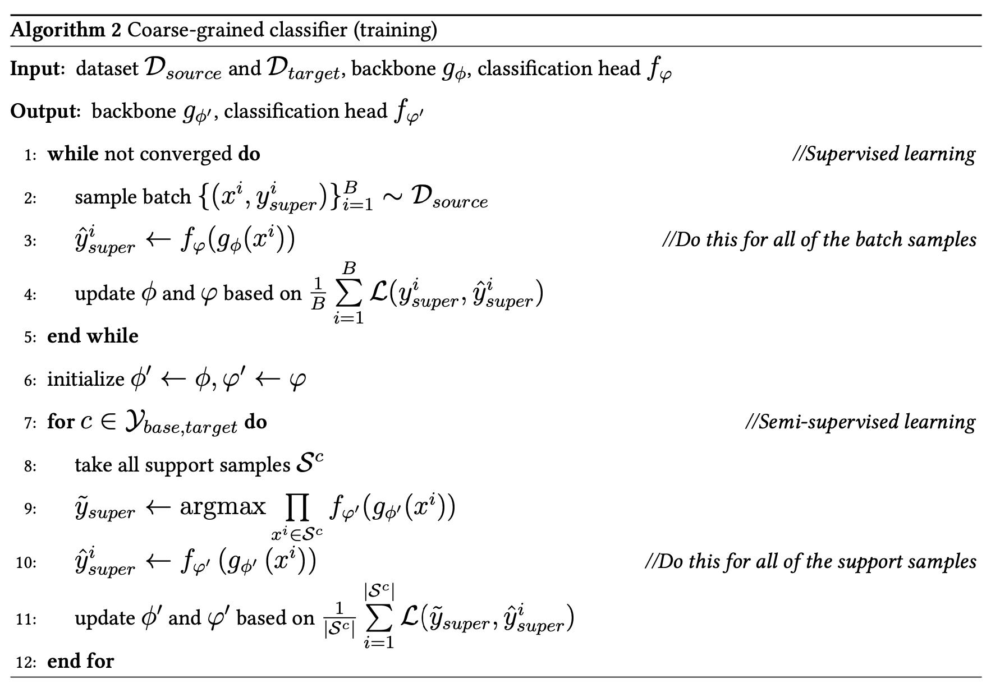 Algorithm 2 Coarse-grained classifier (training)
Input: dataset $\mathcal{D}_{source}$ and $\mathcal{D}_{target}$, backbone $g_{\phi}$, classification head $f_{\varphi}$
Output: backbone $g_{\phi'}$, classification head $f_{\varphi'}$
1: while not converged do //Supervised learning
2: sample batch $\{(x^i, y^i_{super})\}_{i=1}^{B} \sim \mathcal{D}_{source}$
3: $\hat{y}^i_{super} \leftarrow f_{\varphi}(g_{\phi}(x^i))$ //Do this for all of the batch samples
4: update $\phi$ and $\varphi$ based on $\frac{1}{B} \sum_{i=1}^{B} \mathcal{L}(y^i_{super}, \hat{y}^i_{super})$
5: end while
6: initialize $\phi' \leftarrow \phi, \varphi' \leftarrow \varphi$
7: for $c \in \mathcal{Y}_{base,target}$ do //Semi-supervised learning
8: take all support samples $\mathcal{S}^c$
9: $\tilde{y}_{super} \leftarrow \operatorname{argmax} \prod_{x^i \in \mathcal{S}^c} f_{\varphi'}(g_{\phi'}(x^i))$
10: $\hat{y}^i_{super} \leftarrow f_{\varphi'}(g_{\phi'}(x^i))$ //Do this for all of the support samples
11: update $\phi'$ and $\varphi'$ based on $\frac{1}{|\mathcal{S}^c|} \sum_{i=1}^{|\mathcal{S}^c|} \mathcal{L}(\tilde{y}_{super}, \hat{y}^i_{super})$
12: end for